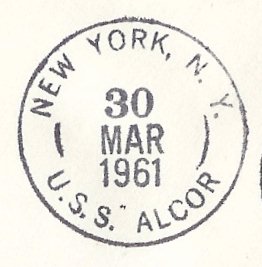 NEW YORK, N. Y.
30
MAR
1961
U.S.S. ALCOR